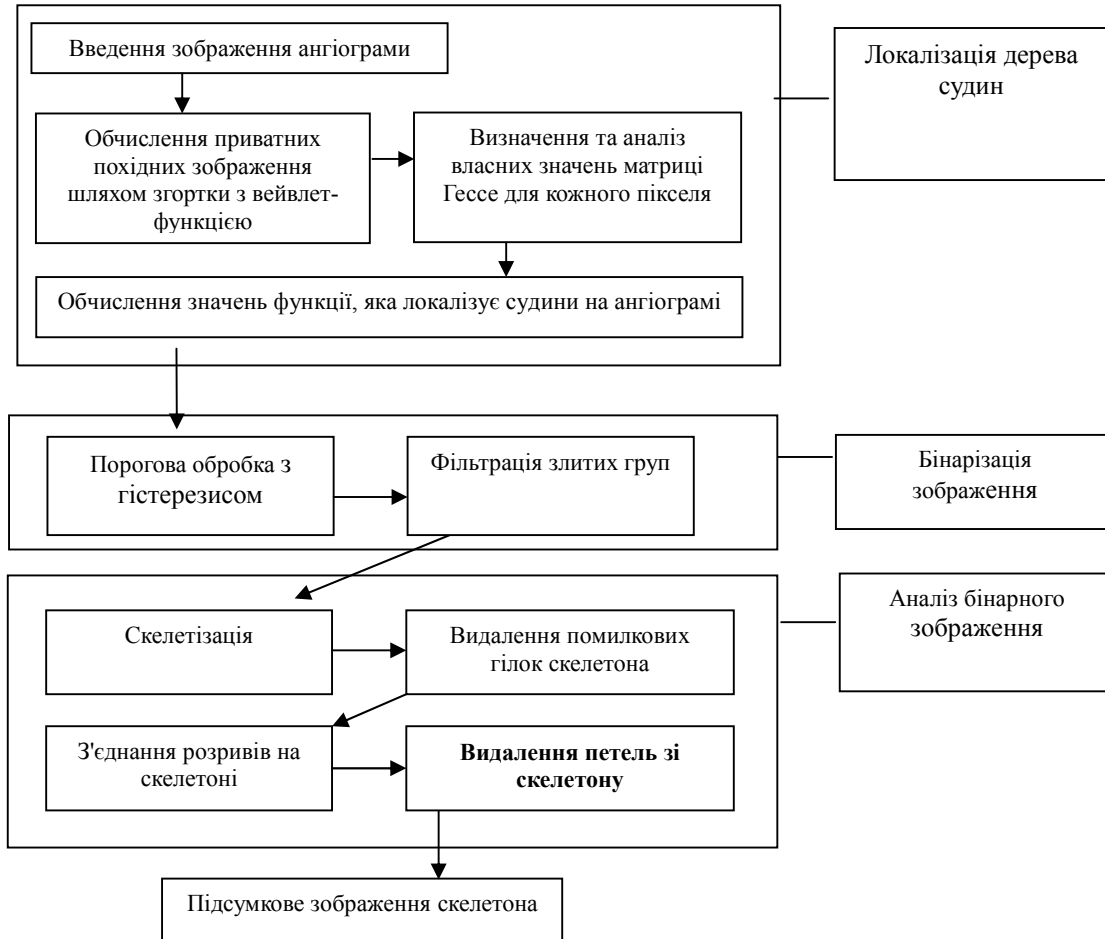 Введення зображення ангіограми
Локалізація дерева
судин
Обчислення приватних
похідних зображення
шляхом згортки з вейвлет-
функцією
Визначення та аналіз
власних значень матриці
Гессе для кожного пікселя
Обчислення значень функції, яка локалізує судини на ангіограмі
Порогова обробка з
гістерезисом
Фільтрація злитих груп
Бінарізація
зображення
Аналіз бінарного
зображення
Скелетізація
Видалення помилкових
гілок скелетона
З'єднання розривів на
скелетоні
Видалення петель зі
скелетону
Підсумкове зображення скелетона